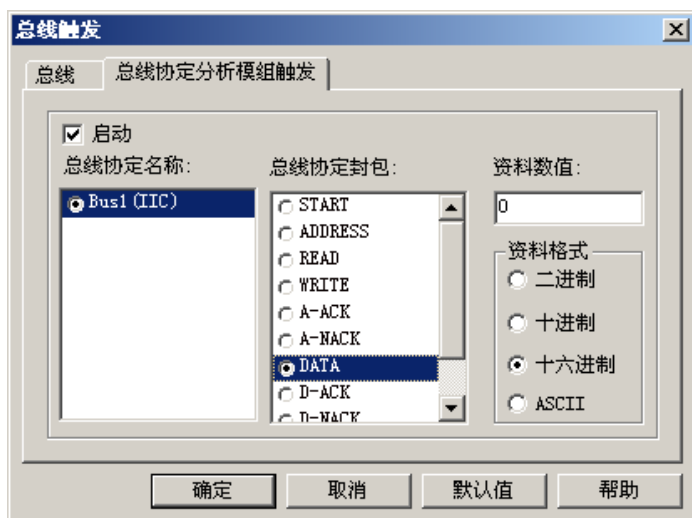 总线触发
总线 总线协定分析模组触发
启动
总线协定名称: 总线协定封包: 资料数值:
Bus1(IIC)
START
ADDRESS
READ
WRITE
A-ACK
A-NACK
DATA
D-ACK
D-NACK
0
资料格式
二进制
十进制
十六进制
ASCII
确定 取消 默认值 帮助